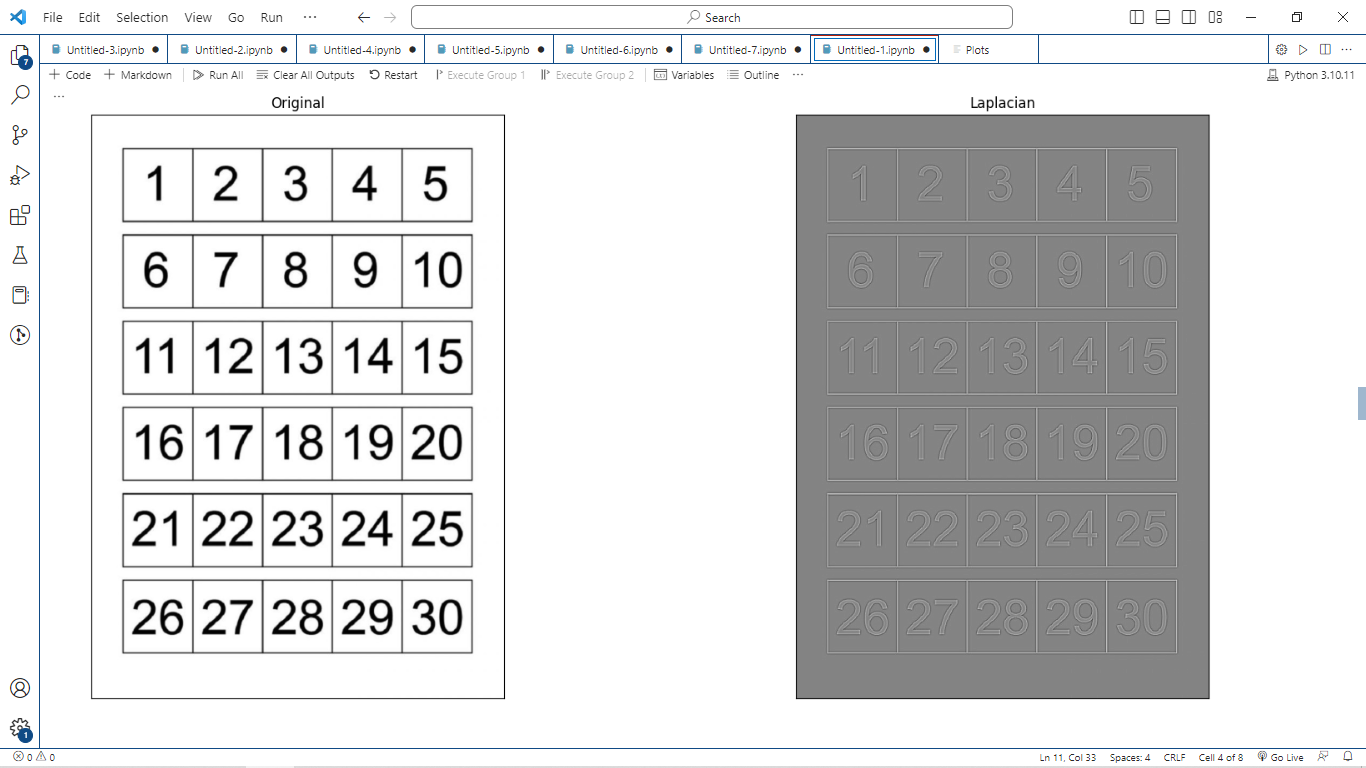 File Edit Selection View Go Run ··· Search
7 Untitled-3.ipynb Untitled-2.ipynb Untitled-4.ipynb Untitled-5.ipynb Untitled-6.ipynb Untitled-7.ipynb Untitled-1.ipynb Plots ···
+ Code + Markdown Run All Clear All Outputs Restart Execute Group 1 Execute Group 2 Variables Outline ··· Python 3.10.11
...
Original
1 2 3 4 5
6 7 8 9 10
11 12 13 14 15
16 17 18 19 20
21 22 23 24 25
26 27 28 29 30
Laplacian
1 2 3 4 5
6 7 8 9 10
11 12 13 14 15
16 17 18 19 20
21 22 23 24 25
26 27 28 29 30
1
0 0 Ln 11, Col 33 Spaces: 4 CRLF Cell 4 of 8 Go Live